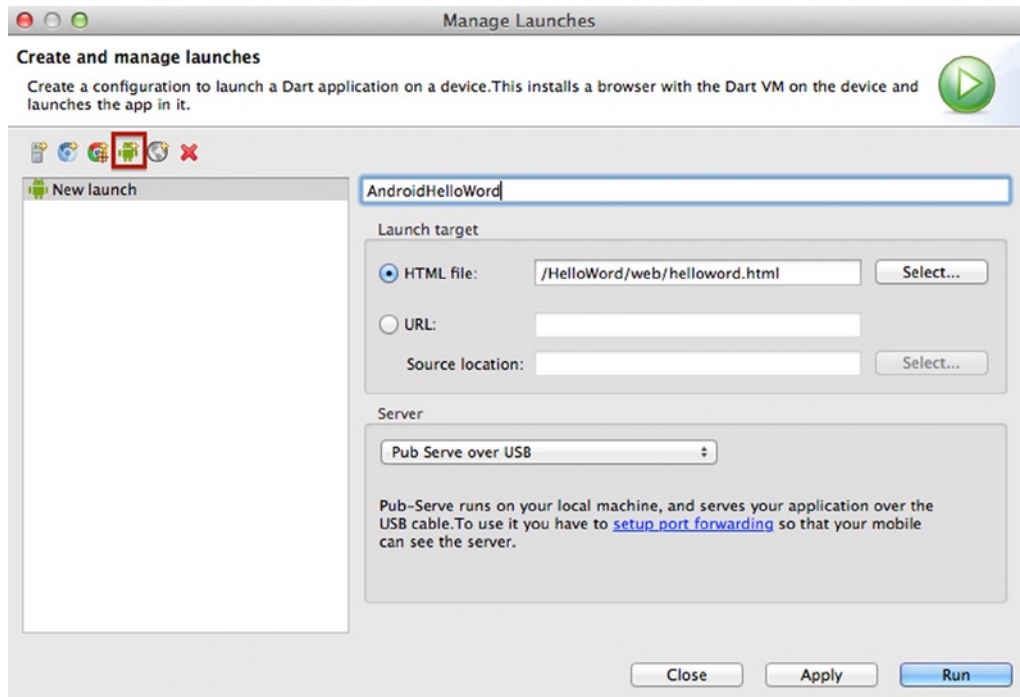 Manage Launches
Create and manage launches
Create a configuration to launch a Dart application on a device.This installs a browser with the Dart VM on the device and
launches the app in it.
New launch
AndroidHelloWord
Launch target
HTML file:
/HelloWord/web/helloword.html
Select...
URL:
Source location:
Select...
Server
Pub Serve over USB
Pub-Serve runs on your local machine, and serves your application over the
USB cable.To use it you have to setup port forwarding so that your mobile
can see the server.
Close
Apply
Run